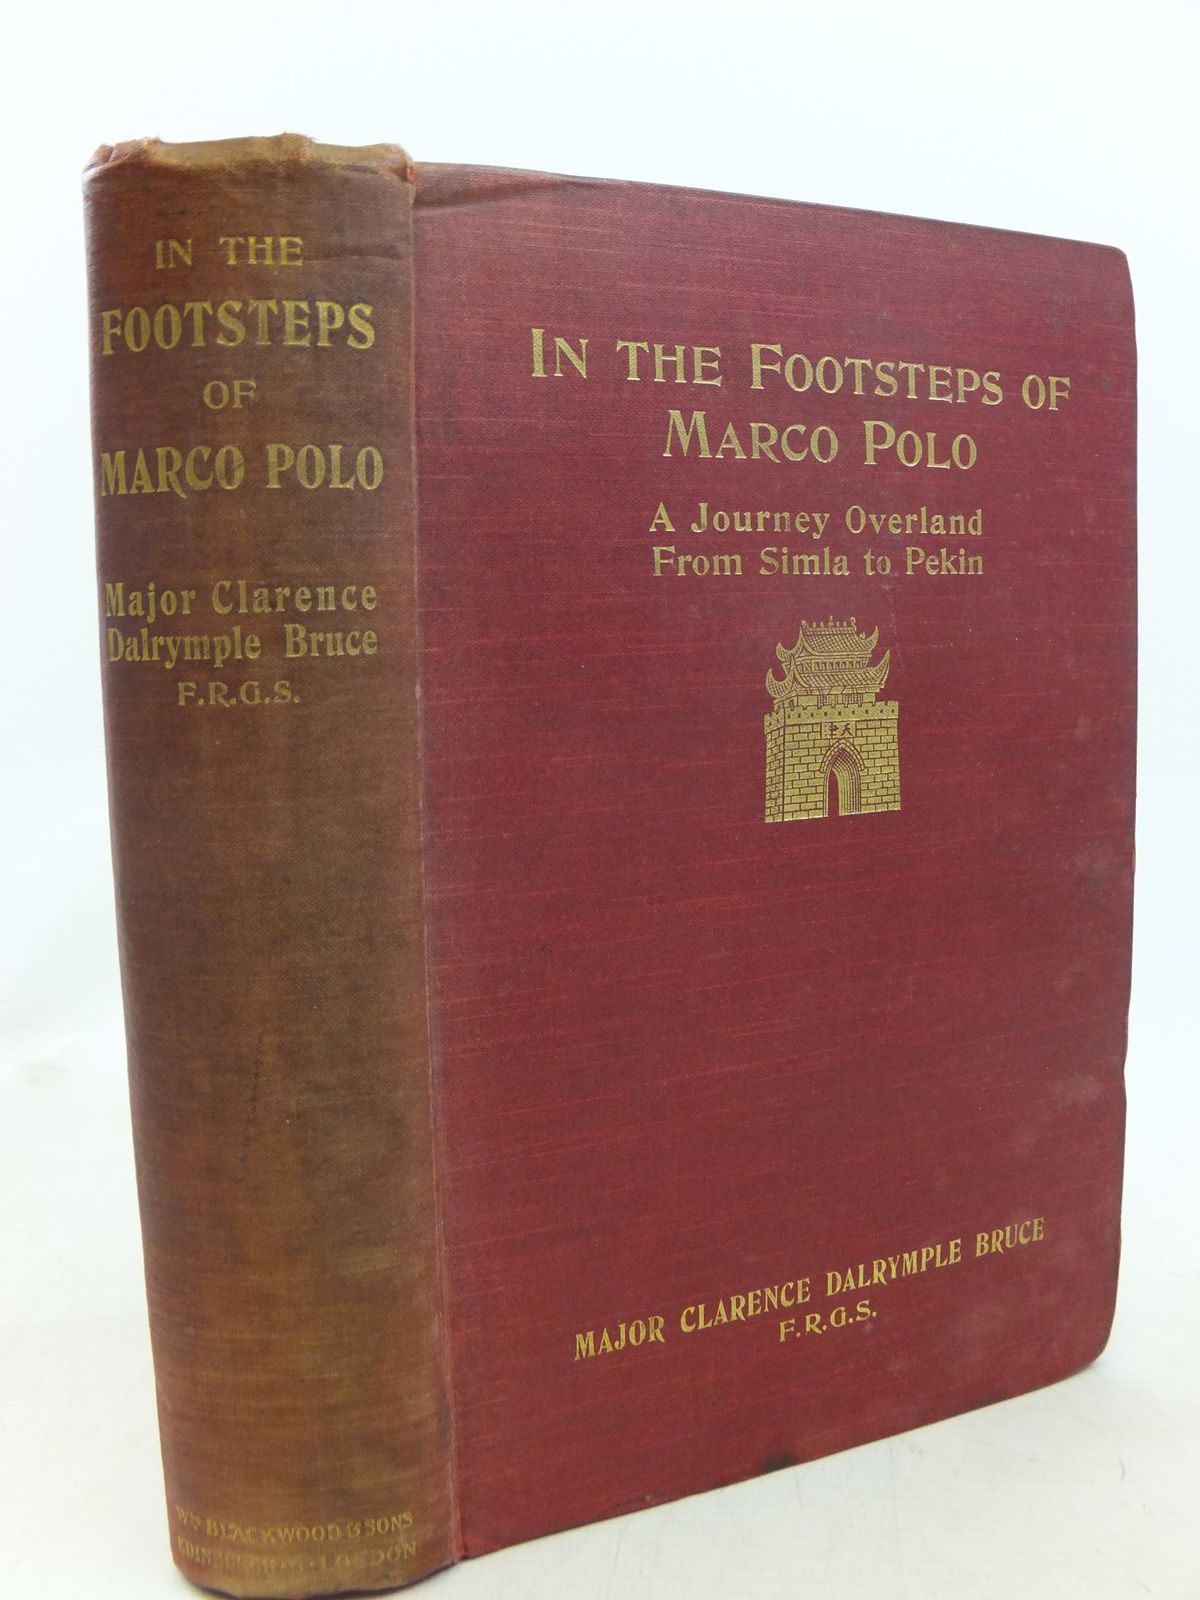 IN THE
FOOTSTEPS
OF
MARCO POLO
Major Clarence
Dalrymple Bruce
F.R.G.S.
WM BLACKWOOD & SONS
EDINBURGH · LONDON
IN THE FOOTSTEPS OF
MARCO POLO
A Journey Overland
From Simla to Pekin
MAJOR CLARENCE DALRYMPLE BRUCE
F.R.G.S.